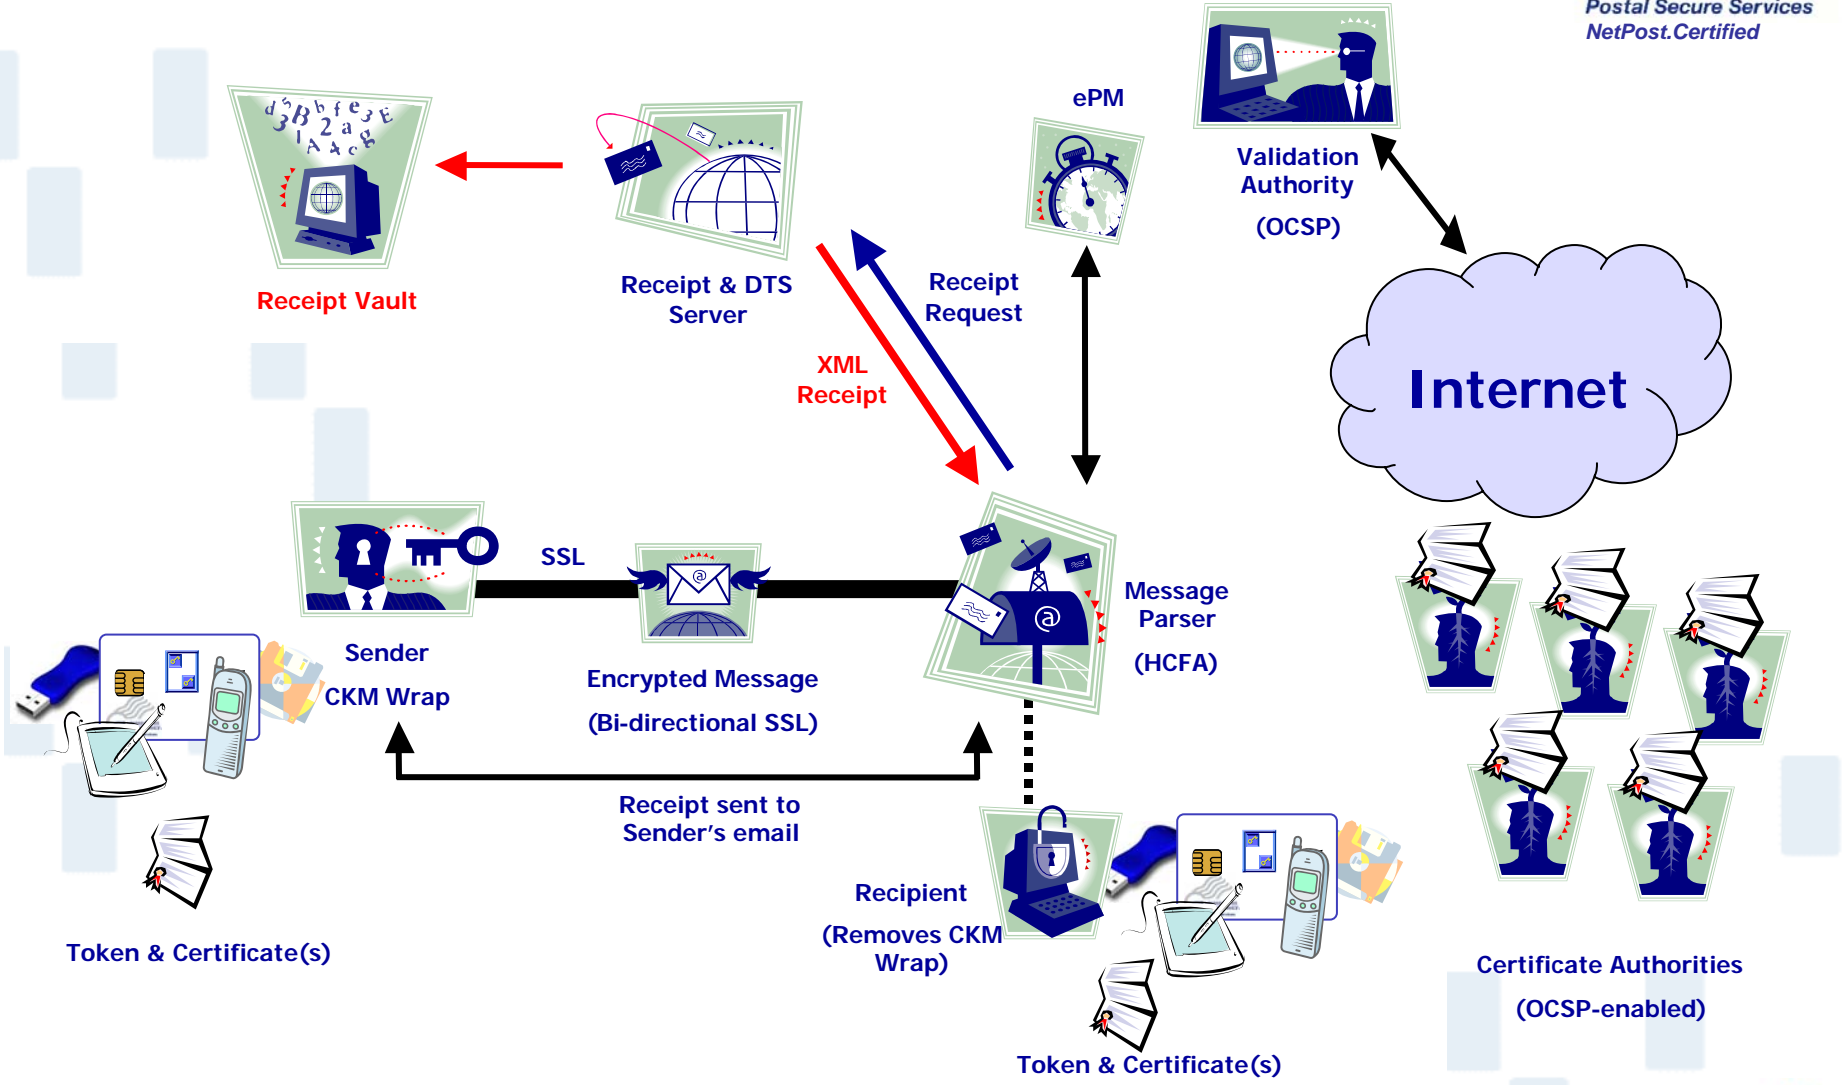 Postal Secure Services
NetPost.Certified
ePM
Validation
Authority
(OCSP)
Receipt Vault
Receipt & DTS
Server
Receipt
Request
XML
Receipt
Internet
SSL
Sender
CKM Wrap
Encrypted Message
(Bi-directional SSL)
Message
Parser
(HCFA)
Receipt sent to
Sender's email
Token & Certificate(s)
Recipient
(Removes CKM
Wrap)
Token & Certificate(s)
Certificate Authorities
(OCSP-enabled)